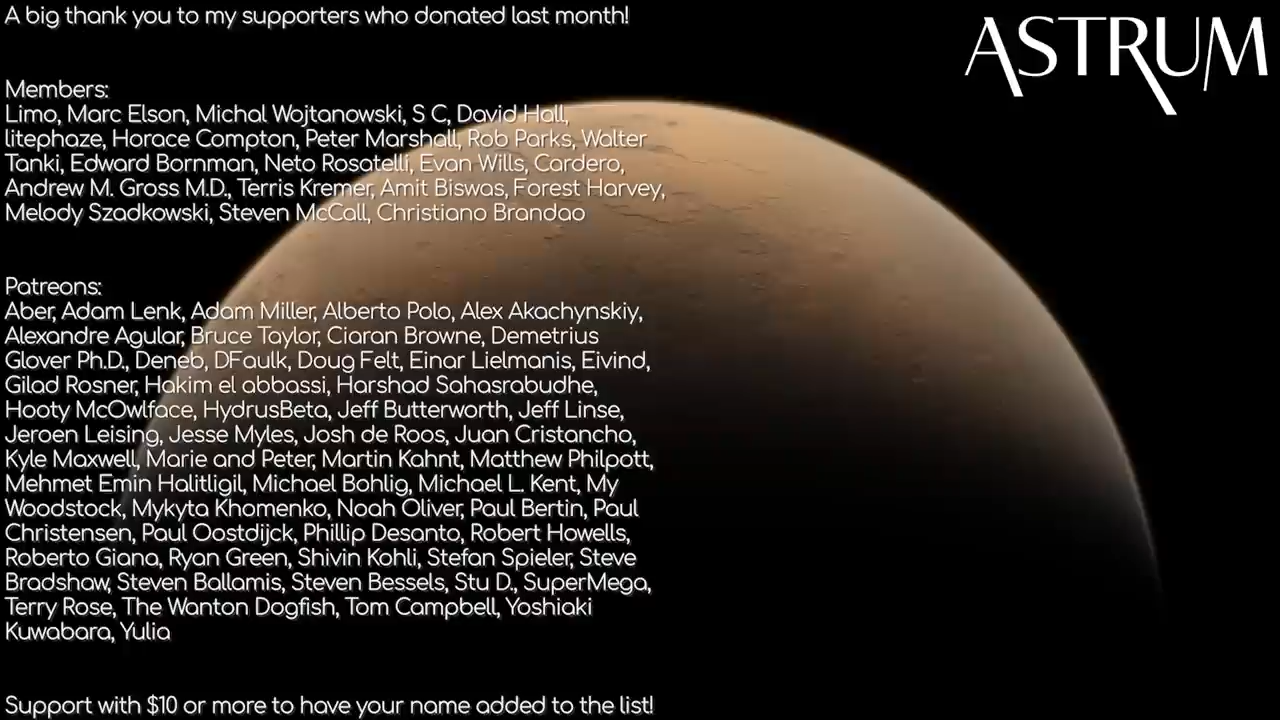 A big thank you to my supporters who donated last month!
ASTRUM
Members:
Limo, Marc Elson, Michal Wojtanowski, S C, David Hall,
litephaze, Horace Compton, Peter Marshall, Rob Parks, Walter
Tanki, Edward Bornman, Neto Rosatelli, Evan Wills, Cardero,
Andrew M. Gross M.D., Terris Kremer, Amit Biswas, Forest Harvey,
Melody Szadkowski, Steven McCall, Christiano Brandao
Patreons:
Aber, Adam Lenk, Adam Miller, Alberto Polo, Alex Akachynskiy,
Alexandre Agular, Bruce Taylor, Ciaran Browne, Demetrius
Glover Ph.D., Deneb, DFaulk, Doug Felt, Einar Lielmanis, Eivind,
Gilad Rosner, Hakim el abbassi, Harshad Sahasrabudhe,
Hooty McOwlface, HydrusBeta, Jeff Butterworth, Jeff Linse,
Jeroen Leising, Jesse Myles, Josh de Roos, Juan Cristancho,
Kyle Maxwell, Marie and Peter, Martin Kahnt, Matthew Philpott,
Mehmet Emin Halitligil, Michael Bohlig, Michael L. Kent, My
Woodstock, Mykyta Khomenko, Noah Oliver, Paul Bertin, Paul
Christensen, Paul Oostdijck, Phillip Desanto, Robert Howells,
Roberto Giana, Ryan Green, Shivin Kohli, Stefan Spieler, Steve
Bradshaw, Steven Ballamis, Steven Bessels, Stu D., SuperMega,
Terry Rose, The Wanton Dogfish, Tom Campbell, Yoshiaki
Kuwabara, Yulia
Support with $10 or more to have your name added to the list!